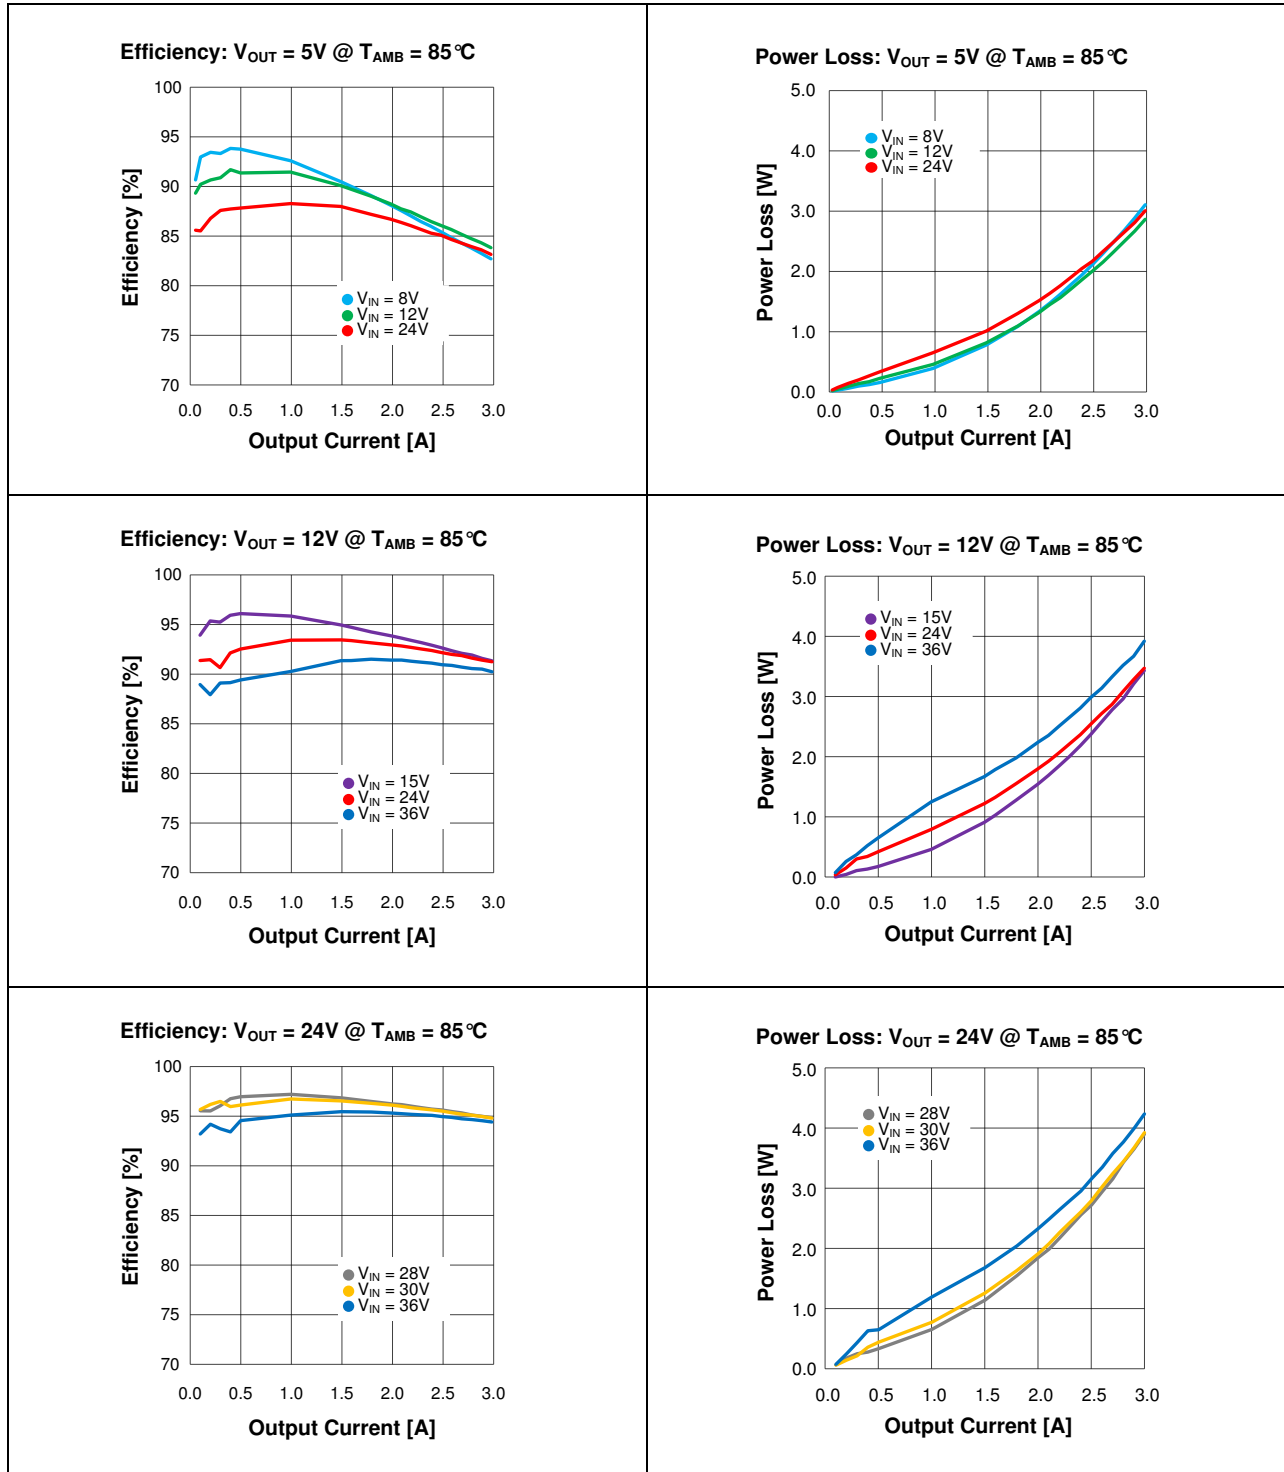 Efficiency: VOUT = 5V @ TAMB = 85°C
100
95
90
85
80
75
70
Efficiency [%]
VIN = 8V
VIN = 12V
VIN = 24V
0.0 0.5 1.0 1.5 2.0 2.5 3.0
Output Current [A]
Power Loss: VOUT = 5V @ TAMB = 85°C
5.0
4.0
3.0
2.0
1.0
0.0
Power Loss [W]
VIN = 8V
VIN = 12V
VIN = 24V
0.0 0.5 1.0 1.5 2.0 2.5 3.0
Output Current [A]
Efficiency: VOUT = 12V @ TAMB = 85°C
100
95
90
85
80
75
70
Efficiency [%]
VIN = 15V
VIN = 24V
VIN = 36V
0.0 0.5 1.0 1.5 2.0 2.5 3.0
Output Current [A]
Power Loss: VOUT = 12V @ TAMB = 85°C
5.0
4.0
3.0
2.0
1.0
0.0
Power Loss [W]
VIN = 15V
VIN = 24V
VIN = 36V
0.0 0.5 1.0 1.5 2.0 2.5 3.0
Output Current [A]
Efficiency: VOUT = 24V @ TAMB = 85°C
100
95
90
85
80
75
70
Efficiency [%]
VIN = 28V
VIN = 30V
VIN = 36V
0.0 0.5 1.0 1.5 2.0 2.5 3.0
Output Current [A]
Power Loss: VOUT = 24V @ TAMB = 85°C
5.0
4.0
3.0
2.0
1.0
0.0
Power Loss [W]
VIN = 28V
VIN = 30V
VIN = 36V
0.0 0.5 1.0 1.5 2.0 2.5 3.0
Output Current [A]